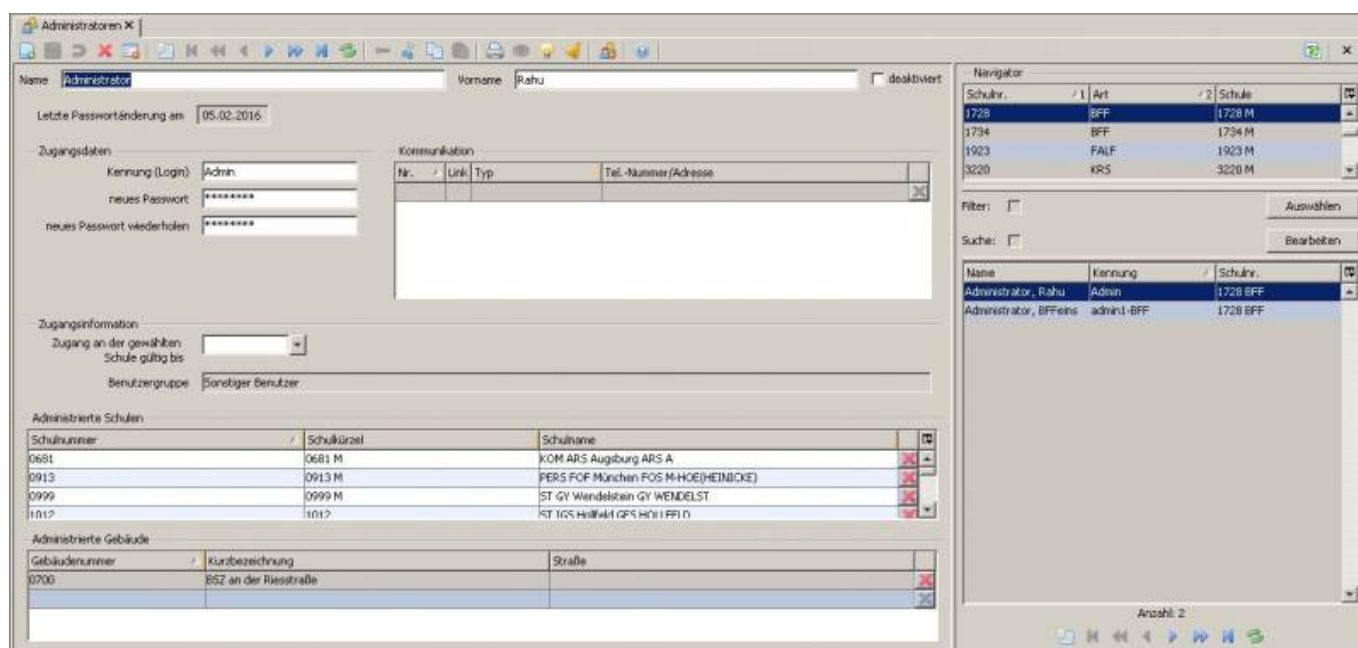 Administratoren
Name Administrator Vorname Rahu deaktiviert
Letzte Passwortänderung am 05.02.2016
Zugangsdaten
Kennung (Login) Admin
neues Passwort ********
neues Passwort wiederholen ********
Kommunikation
Nr. Link Typ Tel.-Nummer/Adresse
Zugangsinformation
Zugang an der gewählten
Schule gültig bis
Benutzergruppe Sonstiger Benutzer
Administrierte Schulen
Schulnummer Schulkürzel Schulname
0681 0681 M KOM ARS Augsburg ARS A
0913 0913 M PERS FOF München FOS M-HOE(HEINICKE)
0999 0999 M ST GY Wendelstein GY WENDELST
1012 1012 ST IGS Hollfeld GES HOLLFELD
Administrierte Gebäude
Gebäudenummer Kurzbezeichnung Straße
0700 BSZ an der Riesstraße
Navigator
Schulnr. 1 Art 2 Schule
1728 BFF 1728 M
1734 BFF 1734 M
1923 FALF 1923 M
3220 KRS 3220 M
Filter: Auswählen
Suche: Bearbeiten
Name Kennung Schulnr.
Administrator, Rahu Admin 1728 BFF
Administrator, BFFeins admin1-BFF 1728 BFF
Anzahl: 2